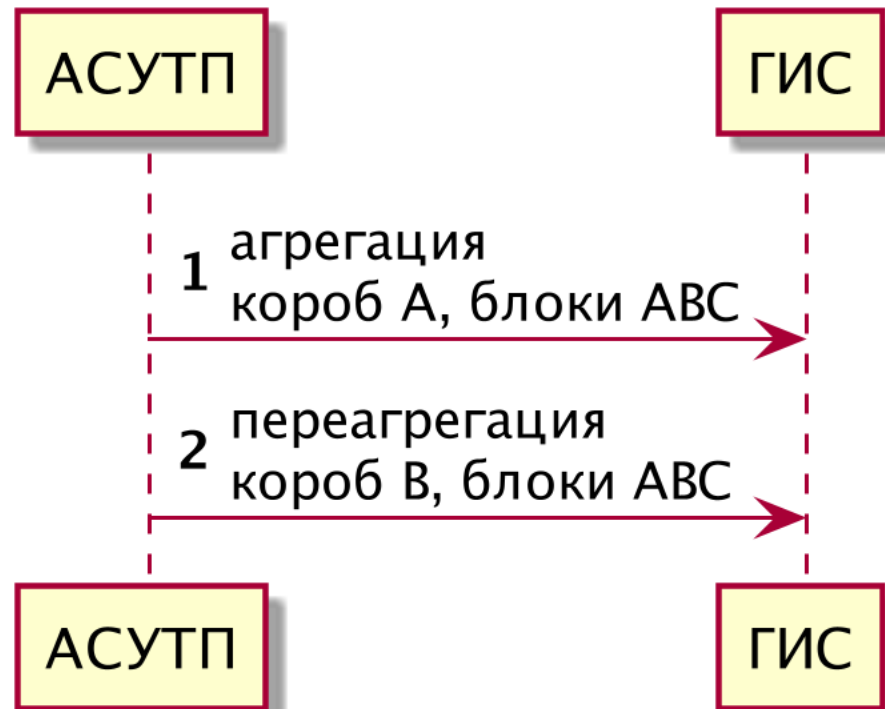 АСУТП
ГИС
1 агрегация
короб А, блоки АВС
2 переагрегация
короб В, блоки АВС
АСУТП
ГИС